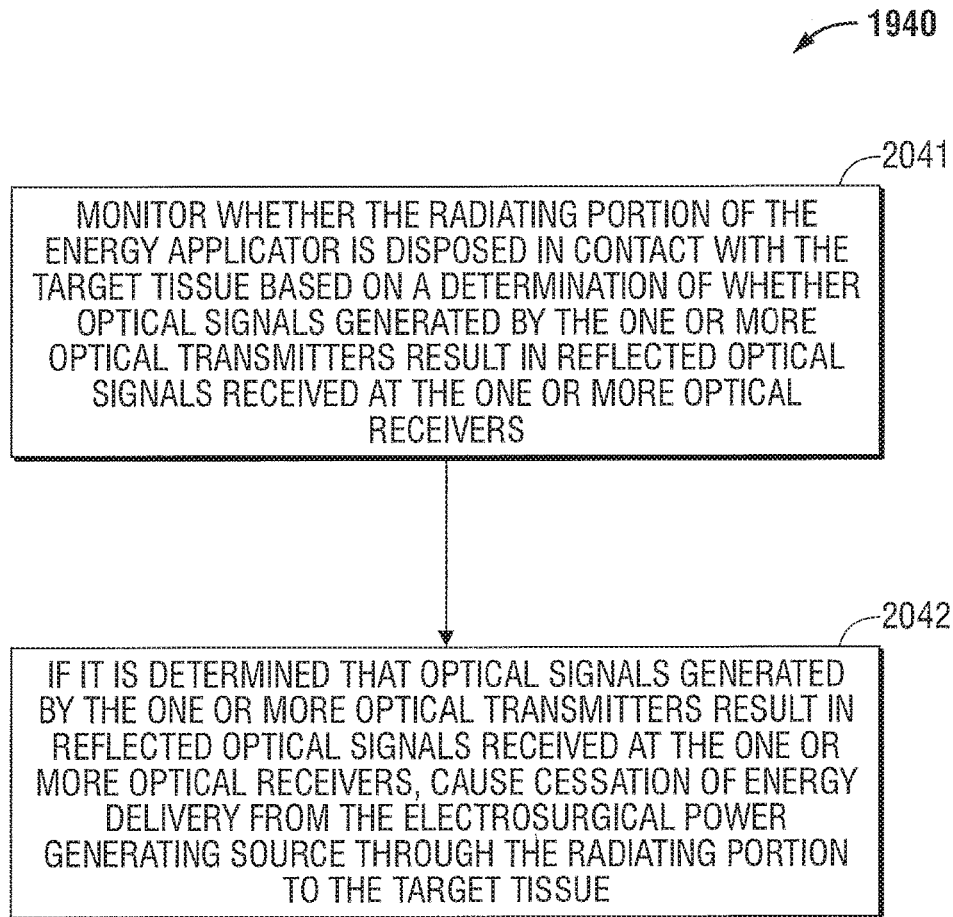 1940
2041
MONITOR WHETHER THE RADIATING PORTION OF THE
ENERGY APPLICATOR IS DISPOSED IN CONTACT WITH THE
TARGET TISSUE BASED ON A DETERMINATION OF WHETHER
OPTICAL SIGNALS GENERATED BY THE ONE OR MORE
OPTICAL TRANSMITTERS RESULT IN REFLECTED OPTICAL
SIGNALS RECEIVED AT THE ONE OR MORE OPTICAL
RECEIVERS
2042
IF IT IS DETERMINED THAT OPTICAL SIGNALS GENERATED
BY THE ONE OR MORE OPTICAL TRANSMITTERS RESULT IN
REFLECTED OPTICAL SIGNALS RECEIVED AT THE ONE OR
MORE OPTICAL RECEIVERS, CAUSE CESSATION OF ENERGY
DELIVERY FROM THE ELECTROSURGICAL POWER
GENERATING SOURCE THROUGH THE RADIATING PORTION
TO THE TARGET TISSUE